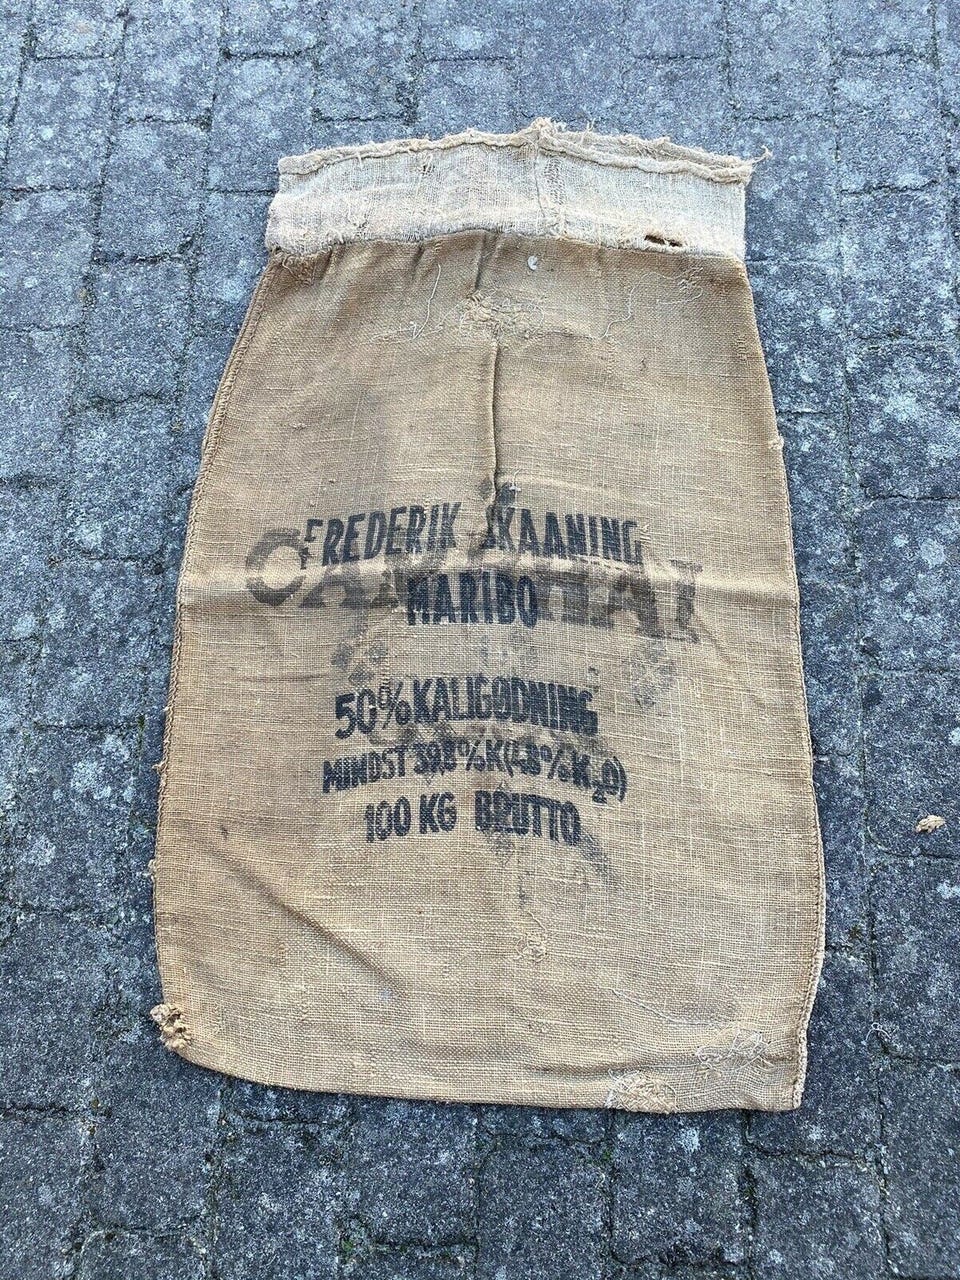 FREDERIK SKAANING
MARIBO
50% KALIGØDNING
MINDST 39,8% K(48% K₂O)
100 KG BRUTTO